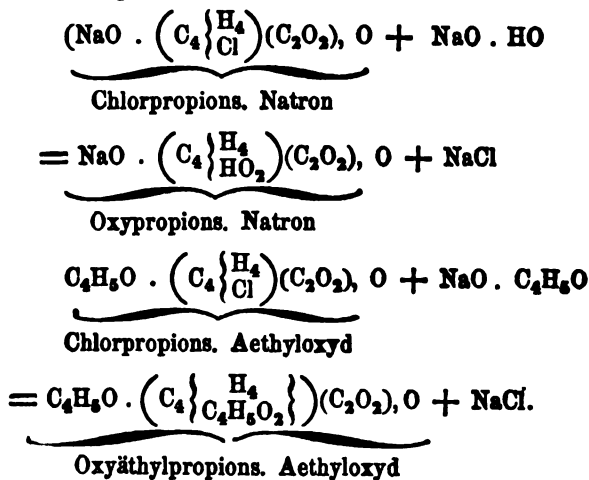 (NaO . (C₄{H₄ Cl)(C₂O₂), O + NaO . HO
Chlorpropions. Natron
= NaO . (C₄{H₄ HO₂)(C₂O₂), O + NaCl
Oxypropions. Natron
C₄H₅O . (C₄{H₄ Cl)(C₂O₂), O + NaO . C₄H₅O
Chlorpropions. Aethyloxyd
= C₄H₅O . (C₄{H₄ C₄H₅O₂})(C₂O₂), O + NaCl.
Oxyäthylpropions. Aethyloxyd